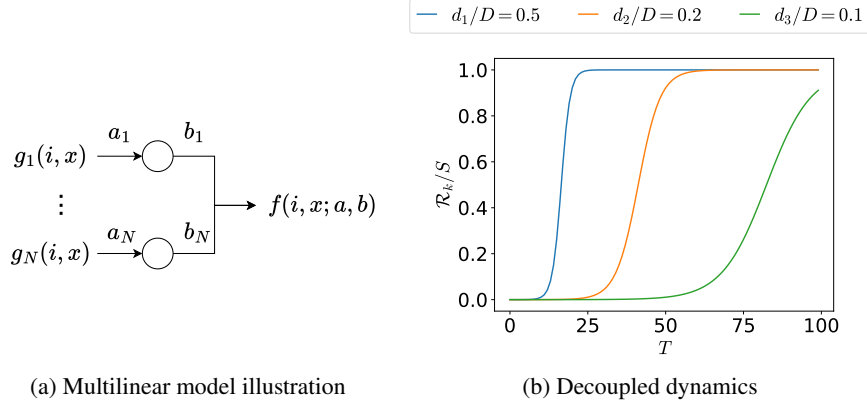 a_1 b_1
g_1(i, x)
⋮ f(i, x; a, b)
a_N b_N
g_N(i, x)
(a) Multilinear model illustration
d_1/D = 0.5 d_2/D = 0.2 d_3/D = 0.1
1.0
0.8
0.6
0.4
0.2
0.0
ℛ_k/S
0 25 50 75 100
T
(b) Decoupled dynamics